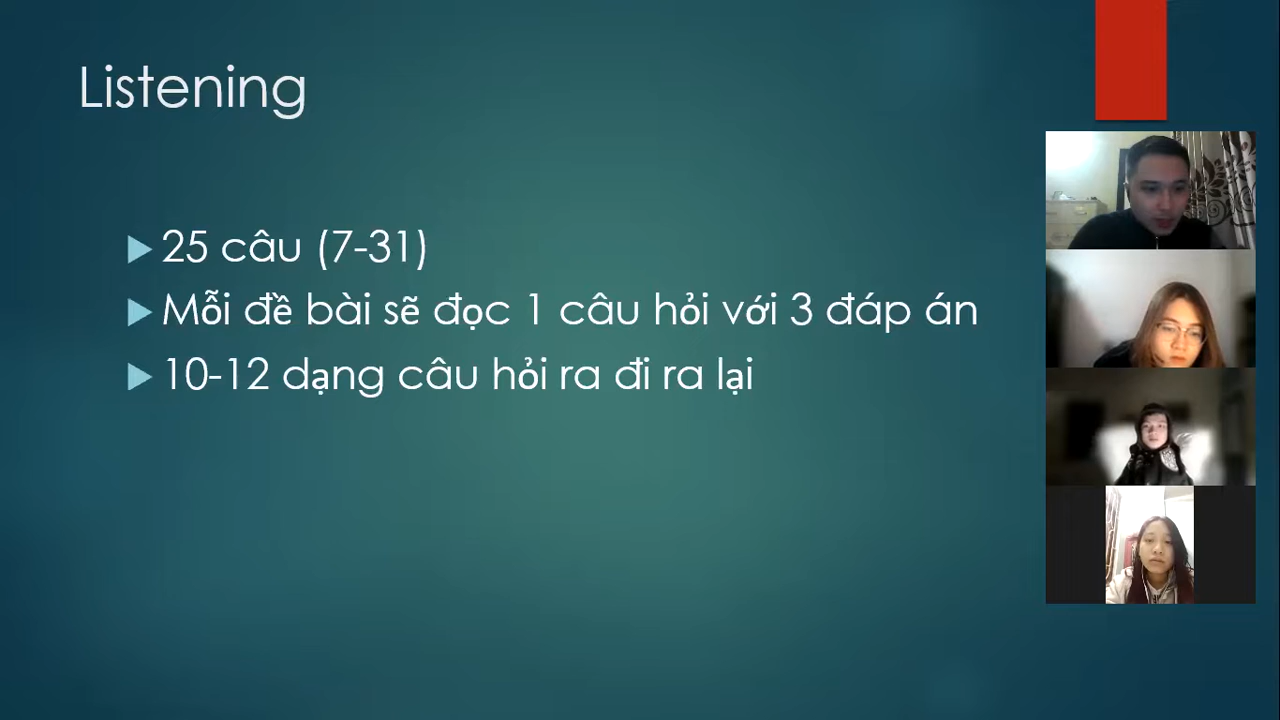 Listening
25 câu (7-31)
Mỗi đề bài sẽ đọc 1 câu hỏi với 3 đáp án
10-12 dạng câu hỏi ra đi ra lại